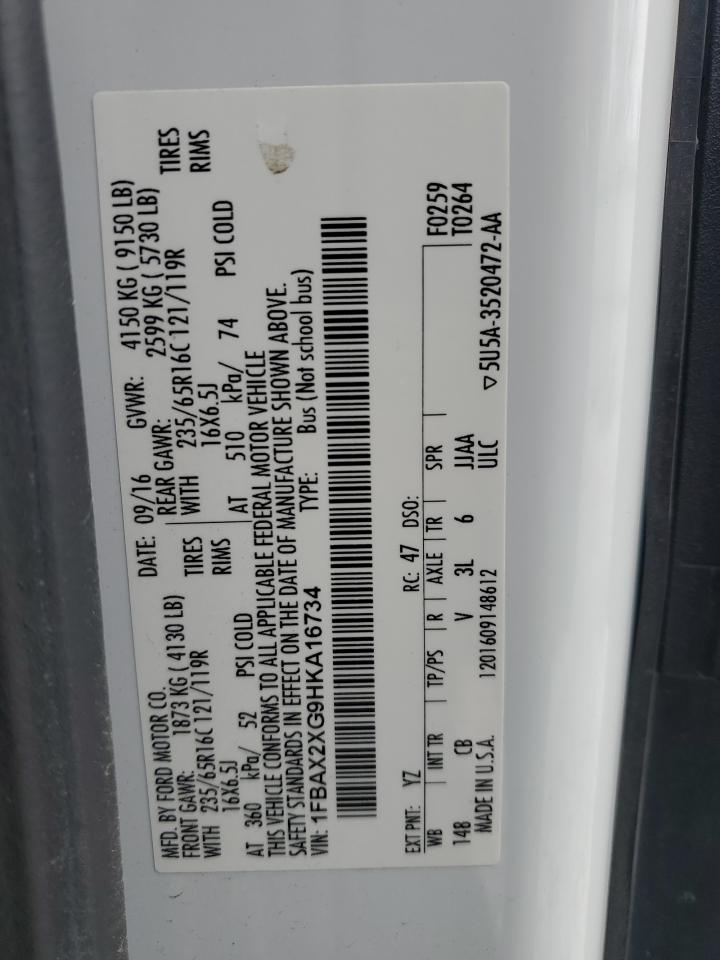 MFD. BY FORD MOTOR CO. DATE: 09/16 GVWR: 4150 KG ( 9150 LB)
FRONT GAWR: 1873 KG ( 4130 LB) REAR GAWR: 2599 KG ( 5730 LB)
WITH 235/65R16C 121/119R TIRES WITH 235/65R16C 121/119R TIRES
16X6.5J RIMS 16X6.5J RIMS
AT 360 kPa/ 52 PSI COLD AT 510 kPa/ 74 PSI COLD
THIS VEHICLE CONFORMS TO ALL APPLICABLE FEDERAL MOTOR VEHICLE
SAFETY STANDARDS IN EFFECT ON THE DATE OF MANUFACTURE SHOWN ABOVE.
VIN: 1FBAX2XG9HKA16734 TYPE: Bus (Not school bus)
EXT PNT: YZ RC: 47 DSO: F0259
WB INT TR TP/PS R AXLE TR SPR T0264
148 CB V 3L 6 JJAA
MADE IN U.S.A. 1201609148612 ULC ▽5U5A-3520472-AA